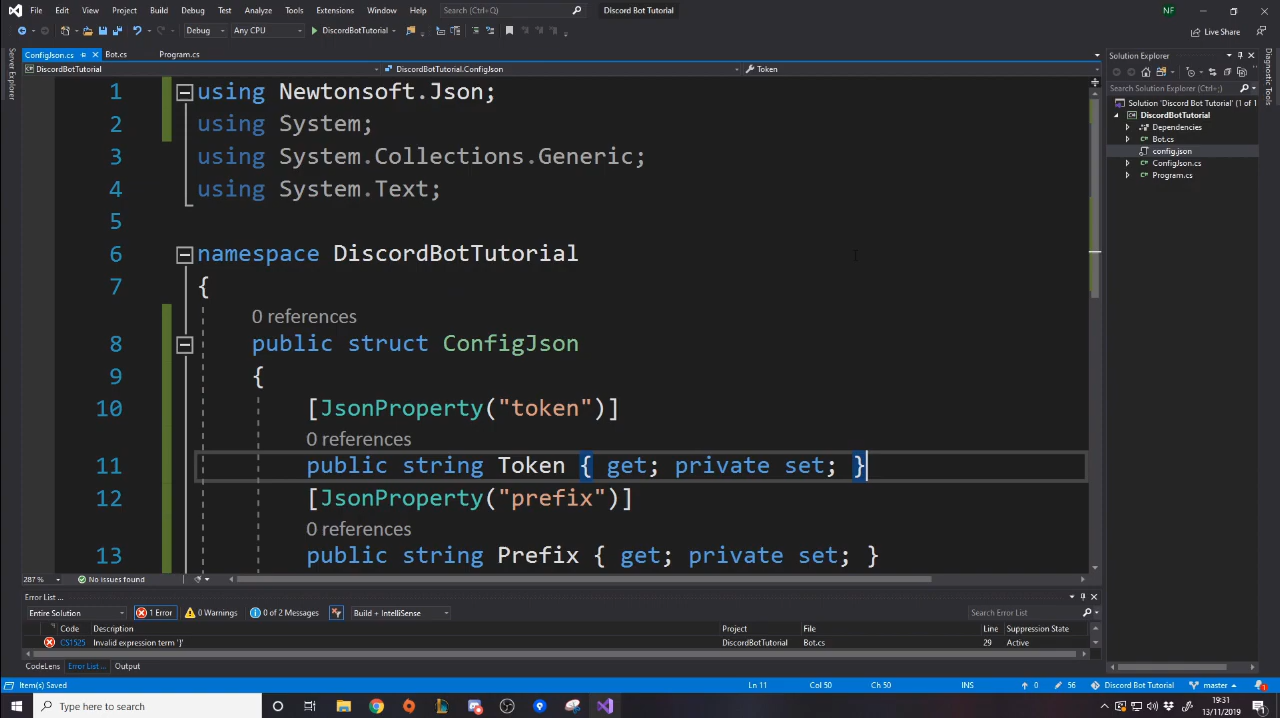 File Edit View Project Build Debug Test Analyze Tools Extensions Window Help Search (Ctrl+Q) Discord Bot Tutorial NF
Debug Any CPU DiscordBotTutorial Live Share
ConfigJson.cs Bot.cs Program.cs
DiscordBotTutorial DiscordBotTutorial.ConfigJson Token
Server Explorer
Diagnostic Tools
1 using Newtonsoft.Json;
2 using System;
3 using System.Collections.Generic;
4 using System.Text;
5
6 namespace DiscordBotTutorial
7 {
0 references
8 public struct ConfigJson
9 {
10 [JsonProperty("token")]
0 references
11 public string Token { get; private set; }
12 [JsonProperty("prefix")]
0 references
13 public string Prefix { get; private set; }
Solution Explorer
Search Solution Explorer (Ctrl+;)
Solution 'Discord Bot Tutorial' (1 of 1
DiscordBotTutorial
Dependencies
Bot.cs
config.json
ConfigJson.cs
Program.cs
287 % No issues found
Error List ...
Entire Solution 1 Error 0 Warnings 0 of 2 Messages Build + IntelliSense Search Error List
Code Description Project File Line Suppression State
CS1525 Invalid expression term '}' DiscordBotTutorial Bot.cs 29 Active
CodeLens Error List ... Output
Item(s) Saved Ln 11 Col 50 Ch 50 INS 0 56 Discord Bot Tutorial master 1
Type here to search 19:31
13/11/2019 1